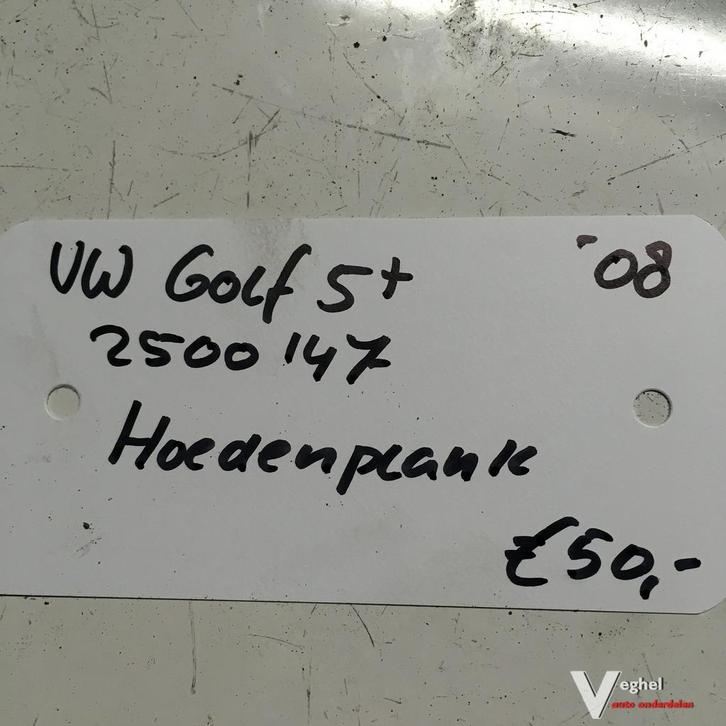 VW Golf 5+ '08
2500147
Hoedenplank
€50,-
Veghel
auto onderdelen